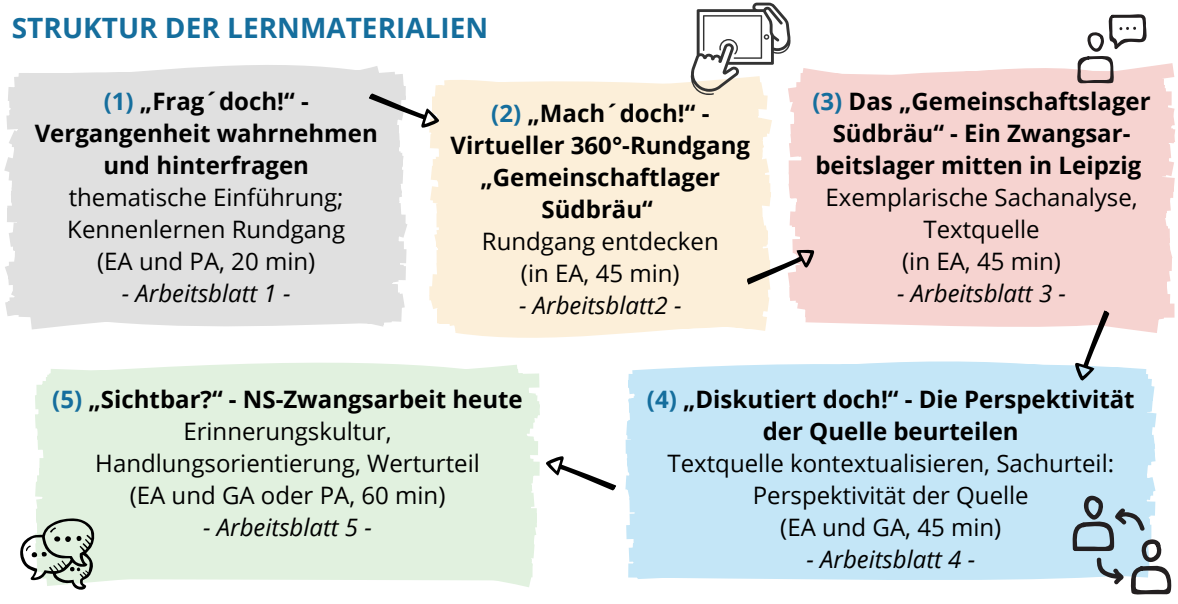 STRUKTUR DER LERNMATERIALIEN
(1) „Frag´doch!“ -
Vergangenheit wahrnehmen
und hinterfragen
thematische Einführung;
Kennenlernen Rundgang
(EA und PA, 20 min)
- Arbeitsblatt 1 -
(2) „Mach´doch!“ -
Virtueller 360°-Rundgang
„Gemeinschaftlager
Südbräu“
Rundgang entdecken
(in EA, 45 min)
- Arbeitsblatt2 -
(3) Das „Gemeinschaftslager
Südbräu“ - Ein Zwangsar-
beitslager mitten in Leipzig
Exemplarische Sachanalyse,
Textquelle
(in EA, 45 min)
- Arbeitsblatt 3 -
(4) „Diskutiert doch!“ - Die Perspektivität
der Quelle beurteilen
Textquelle kontextualisieren, Sachurteil:
Perspektivität der Quelle
(EA und GA, 45 min)
- Arbeitsblatt 4 -
(5) „Sichtbar?“ - NS-Zwangsarbeit heute
Erinnerungskultur,
Handlungsorientierung, Werturteil
(EA und GA oder PA, 60 min)
- Arbeitsblatt 5 -